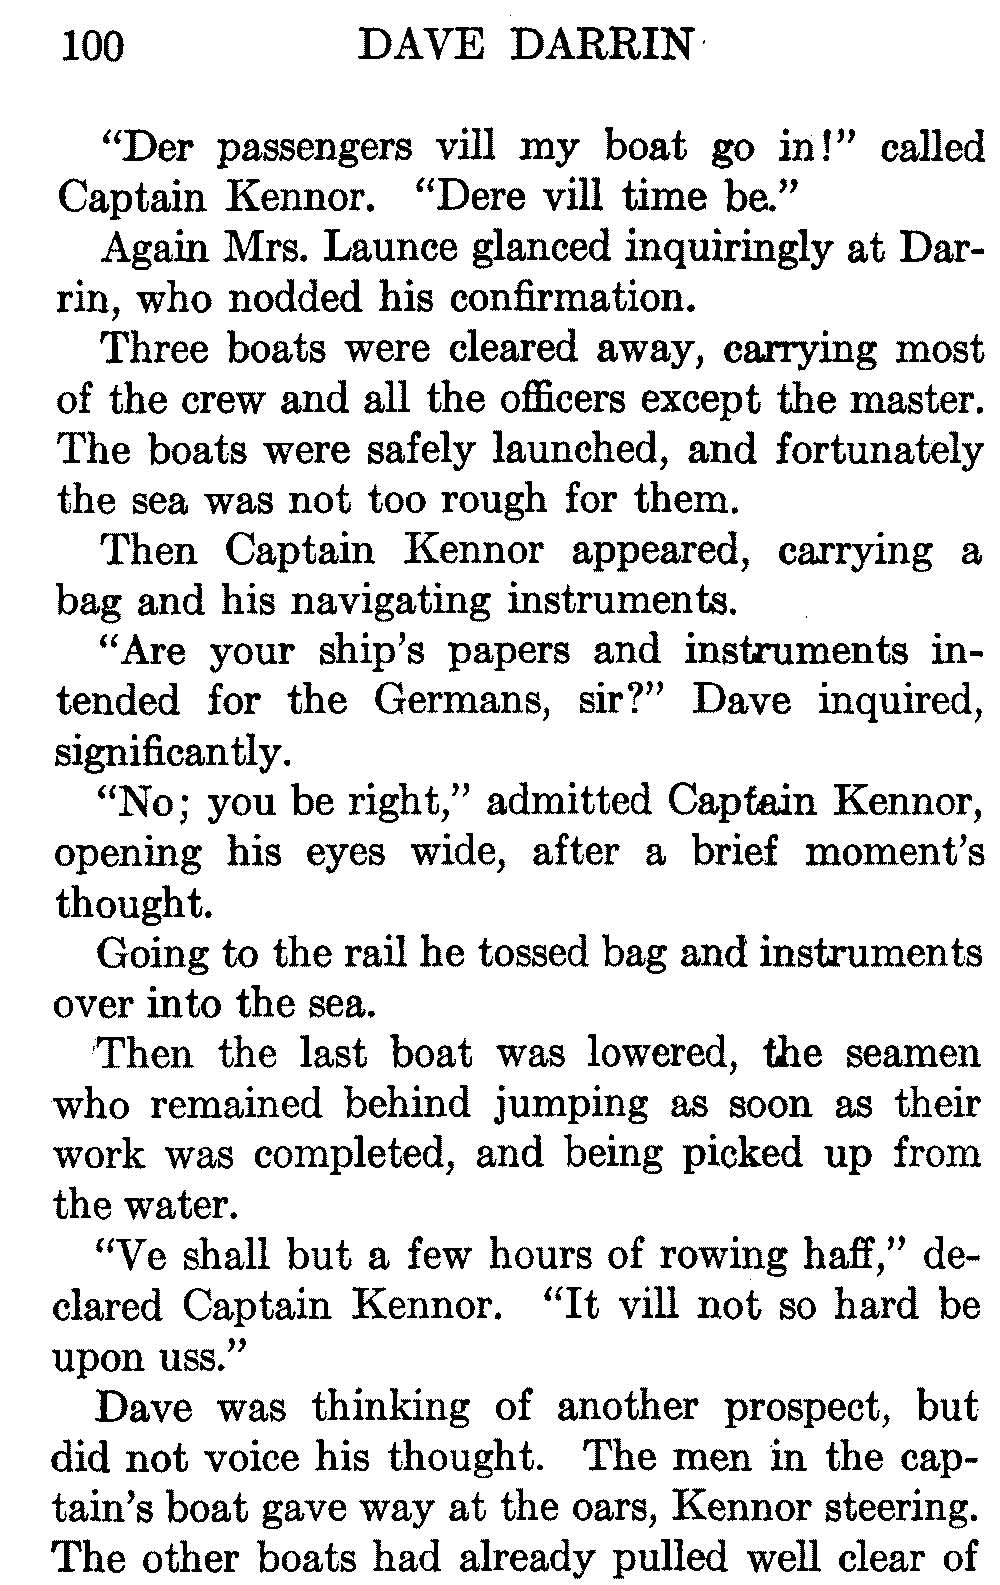 100 DAVE DARRIN
“Der passengers vill my boat go in!” called
Captain Kennor. “Dere vill time be.”
Again Mrs. Launce glanced inquiringly at Dar-
rin, who nodded his confirmation.
Three boats were cleared away, carrying most
of the crew and all the officers except the master.
The boats were safely launched, and fortunately
the sea was not too rough for them.
Then Captain Kennor appeared, carrying a
bag and his navigating instruments.
“Are your ship’s papers and instruments in-
tended for the Germans, sir?” Dave inquired,
significantly.
“No; you be right,” admitted Captain Kennor,
opening his eyes wide, after a brief moment’s
thought.
Going to the rail he tossed bag and instruments
over into the sea.
Then the last boat was lowered, the seamen
who remained behind jumping as soon as their
work was completed, and being picked up from
the water.
“Ve shall but a few hours of rowing haff,” de-
clared Captain Kennor. “It vill not so hard be
upon uss.”
Dave was thinking of another prospect, but
did not voice his thought. The men in the cap-
tain’s boat gave way at the oars, Kennor steering.
The other boats had already pulled well clear of